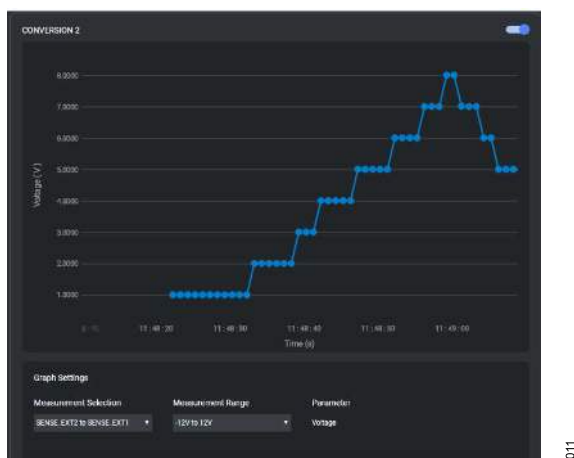 CONVERSION 2
8.0000
7.0000
6.0000
5.0000
4.0000
3.0000
2.0000
1.0000
Voltage (V)
11:48:20 11:48:30 11:48:40 11:48:50 11:49:00
Time (s)
Graph Settings
Measurement Selection Measurement Range Parameter
SENSE_EXT2 to SENSE_EXT1 -12V to 12V Voltage
011